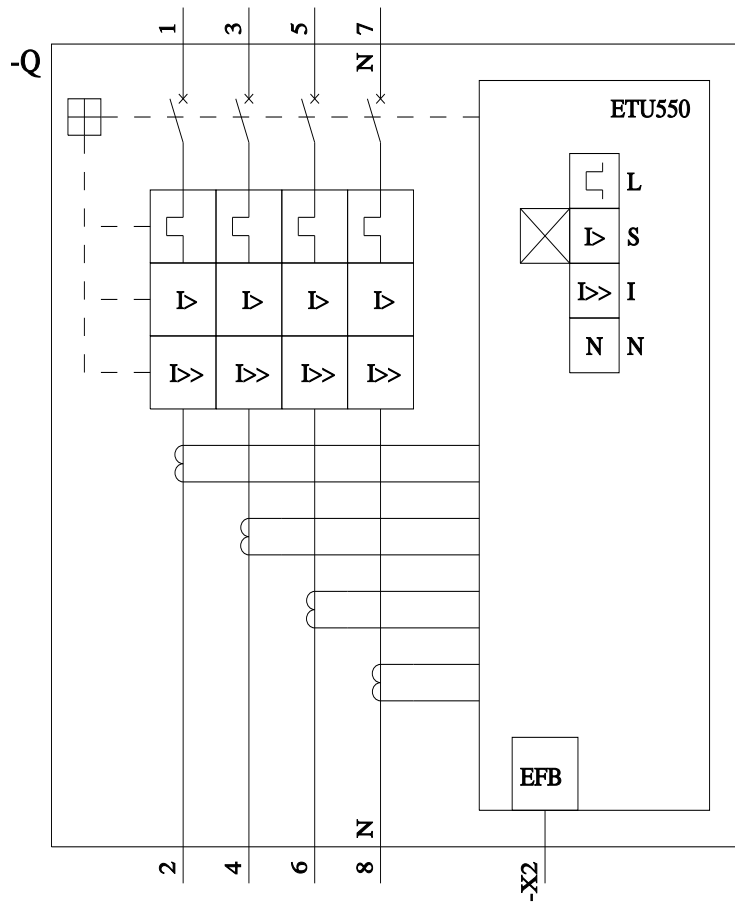 1 3 5 7
-Q
N
ETU550
L
I> I> I> I>
I> S
I>> I
N N
I>> I>> I>> I>>
EFB
N
2 4 6 8
-X2